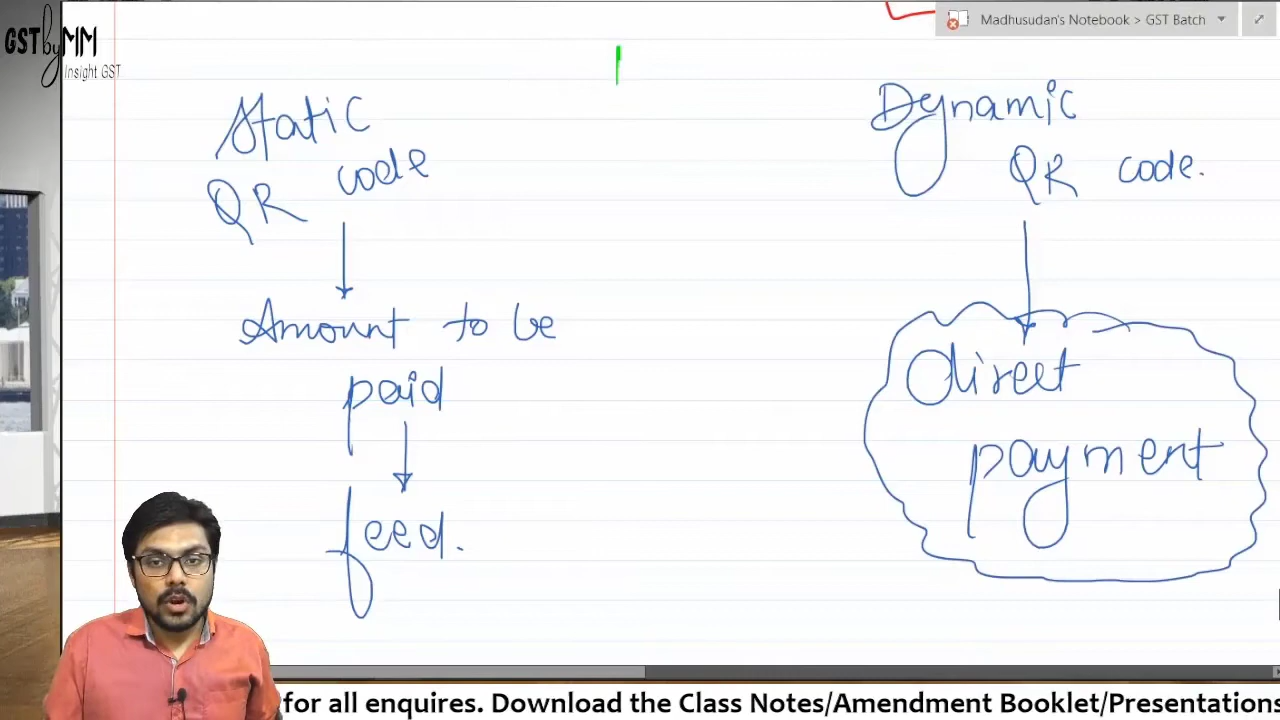 GST by MM
Insight GST
Madhusudan's Notebook > GST Batch
Static
QR code
Amount to be
paid
feed.
Dynamic
QR code.
direct
payment
for all enquires. Download the Class Notes/Amendment Booklet/Presentations